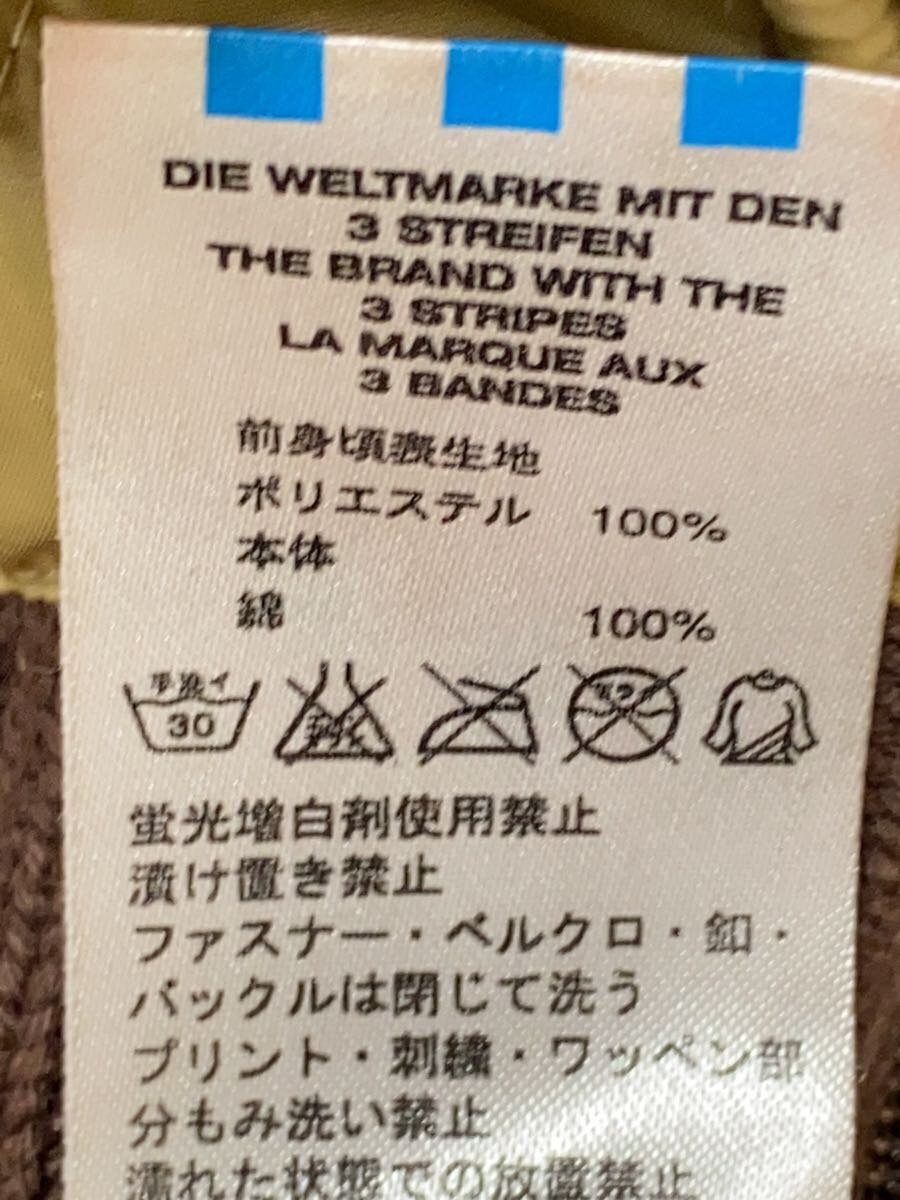 DIE WELTMARKE MIT DEN
3 STREIFEN
THE BRAND WITH THE
3 STRIPES
LA MARQUE AUX
3 BANDES
前身頃表生地
ポリエステル 100%
本体
綿 100%
手洗イ
30
蛍光増白剤使用禁止
漬け置き禁止
ファスナー・ベルクロ・釦・
バックルは閉じて洗う
プリント・刺繍・ワッペン部
分もみ洗い禁止
濡れた状態での放置禁止